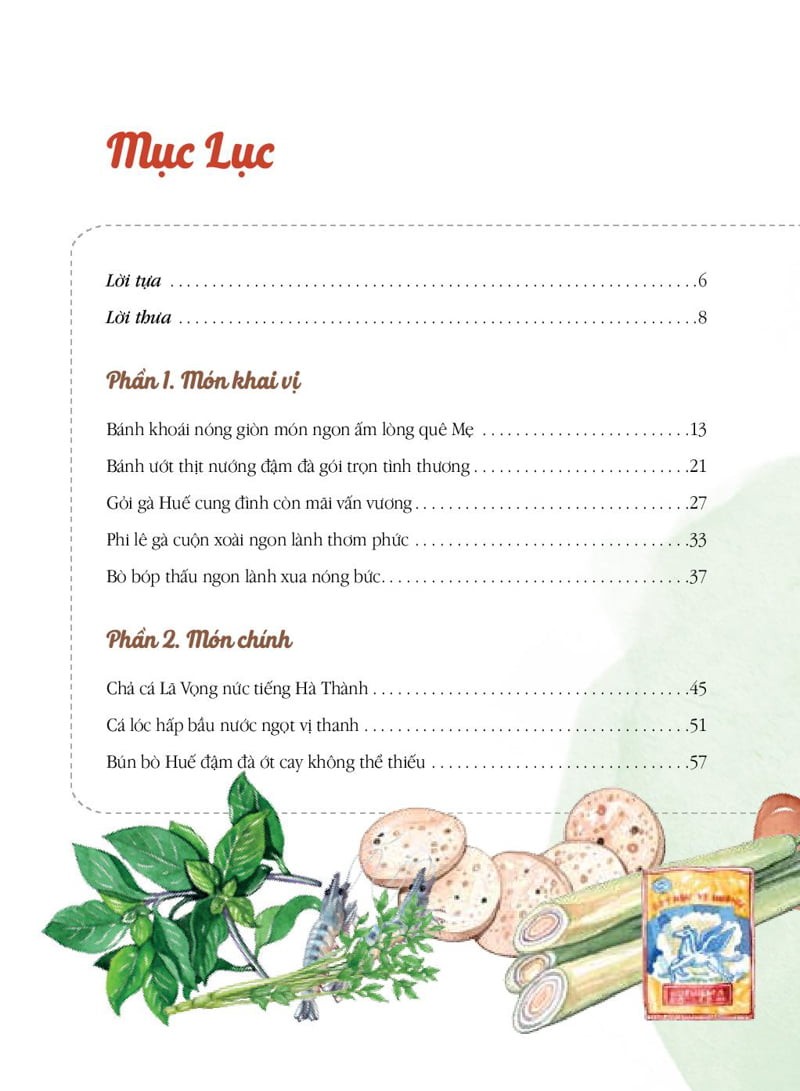 Mục Lục
Lời tựa . . . . . . . . . . . . . . . . . . . . . . . . . . . . . . . . . . . . . . . . . . . . . . . . . . . . . . . . . . . . . . . .6
Lời thưa . . . . . . . . . . . . . . . . . . . . . . . . . . . . . . . . . . . . . . . . . . . . . . . . . . . . . . . . . . . . . . .8
Phần 1. Món khai vị
Bánh khoái nóng giòn món ngon ấm lòng quê Mẹ . . . . . . . . . . . . . . . . . . . . . . . . .13
Bánh ướt thịt nướng đậm đà gói trọn tình thương . . . . . . . . . . . . . . . . . . . . . . . . . .21
Gỏi gà Huế cung đình còn mãi vấn vương . . . . . . . . . . . . . . . . . . . . . . . . . . . . . . . . .27
Phi lê gà cuộn xoài ngon lành thơm phức . . . . . . . . . . . . . . . . . . . . . . . . . . . . . . . . .33
Bò bóp thấu ngon lành xua nóng bức. . . . . . . . . . . . . . . . . . . . . . . . . . . . . . . . . . . . .37
Phần 2. Món chính
Chả cá Lã Vọng nức tiếng Hà Thành . . . . . . . . . . . . . . . . . . . . . . . . . . . . . . . . . . . . . .45
Cá lóc hấp bầu nước ngọt vị thanh . . . . . . . . . . . . . . . . . . . . . . . . . . . . . . . . . . . . . . .51
Bún bò Huế đậm đà ớt cay không thể thiếu . . . . . . . . . . . . . . . . . . . . . . . . . . . . . . .57